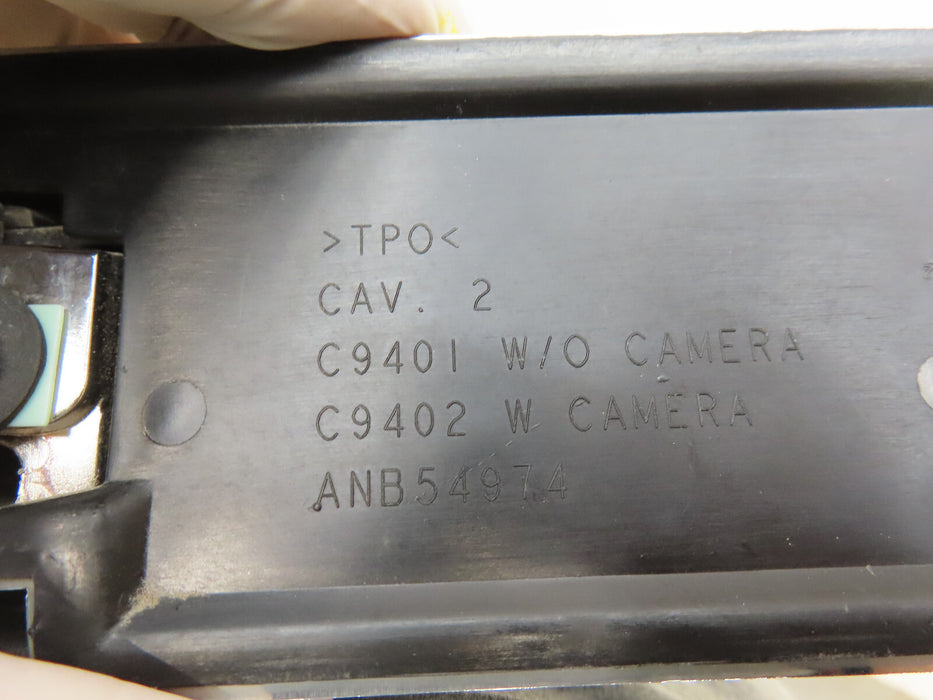 >TPO<
CAV. 2
C9401 W/O CAMERA
C9402 W CAMERA
ANB54974